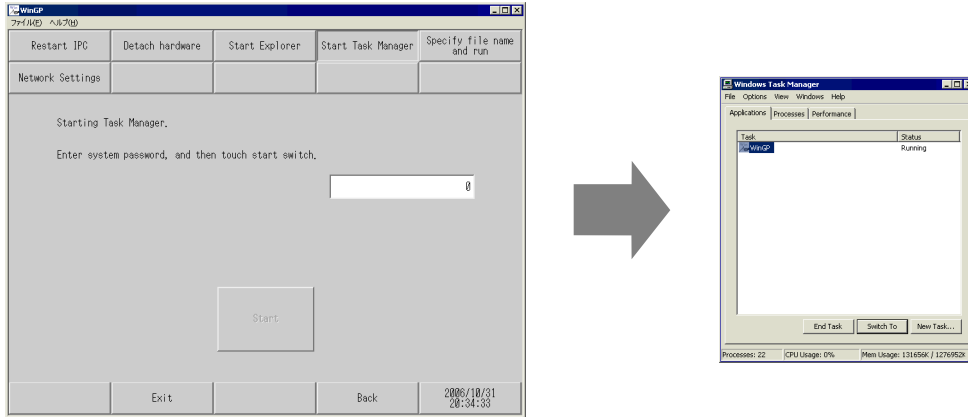 WinGP
ファイル(F) ヘルプ(H)
Restart IPC
Detach hardware
Start Explorer
Start Task Manager
Specify file name
and run
Network Settings
Starting Task Manager.
Enter system password, and then touch start switch.
0
Start
Exit
Back
2006/10/31
20:34:33
Windows Task Manager
File Options View Windows Help
Applications Processes Performance
Task Status
WinGP Running
End Task Switch To New Task...
Processes: 22 CPU Usage: 0% Mem Usage: 131656K / 1276952K